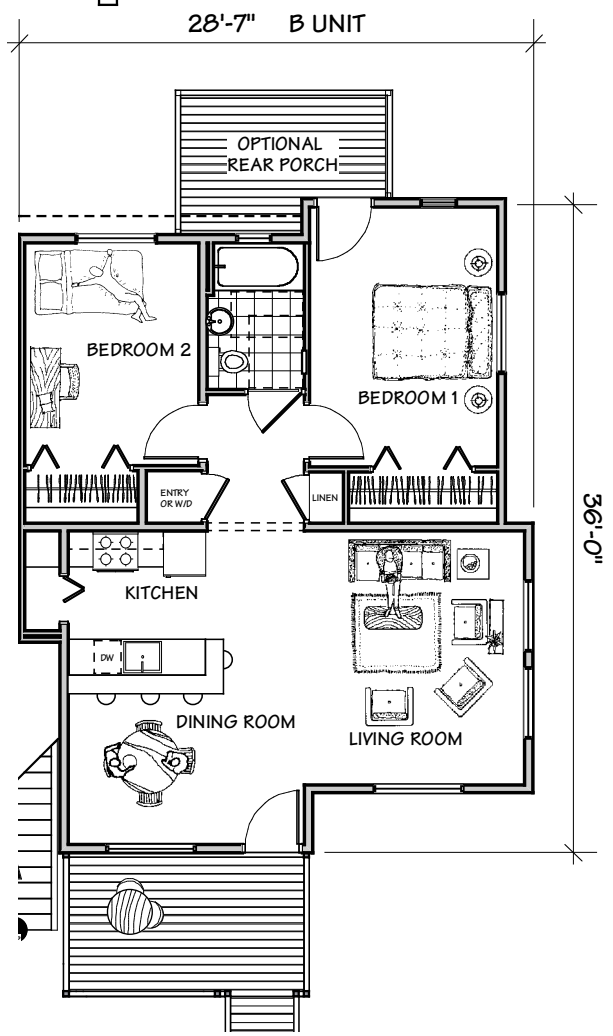 28'-7" B UNIT
OPTIONAL
REAR PORCH
BEDROOM 2
BEDROOM 1
ENTRY
OR W/D
LINEN
36'-0"
KITCHEN
DW
DINING ROOM
LIVING ROOM